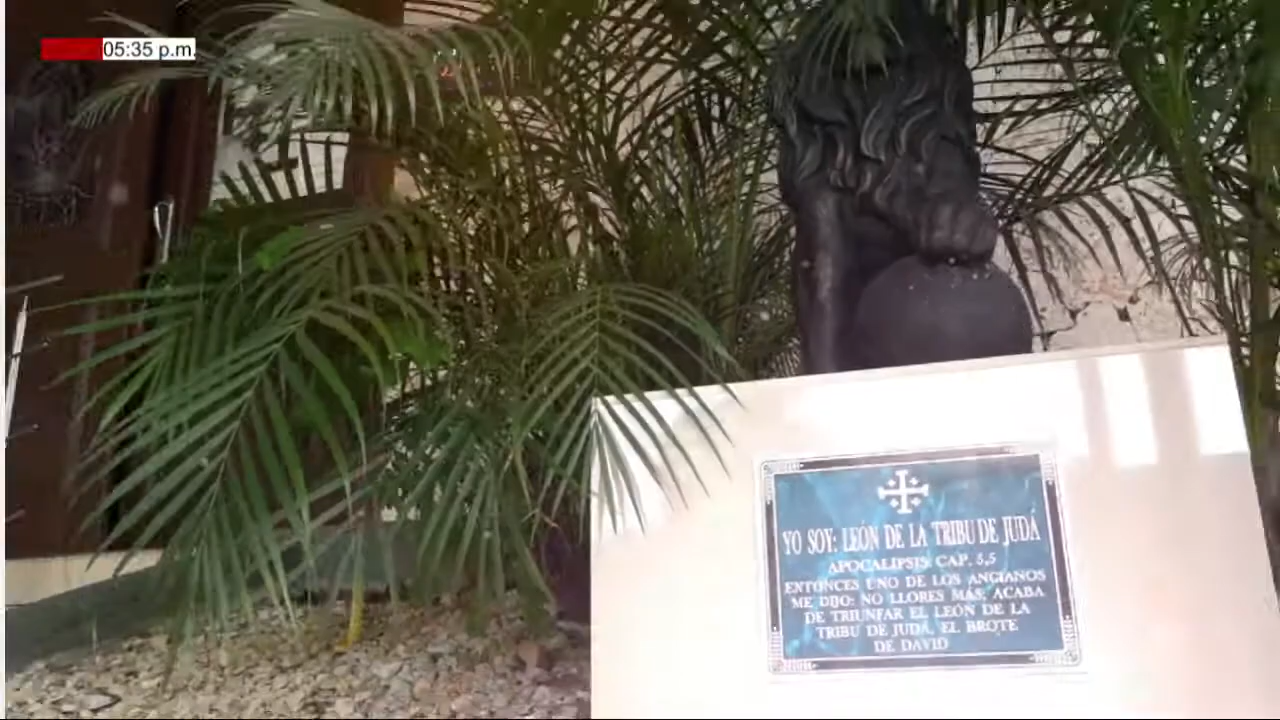 05:35 p.m.
YO SOY: LEÓN DE LA TRIBU DE JUDÁ
APOCALIPSIS CAP. 5,5
ENTONCES UNO DE LOS ANCIANOS
ME DIJO: NO LLORES MÁS, ACABA
DE TRIUNFAR EL LEÓN DE LA
TRIBU DE JUDÁ, EL BROTE
DE DAVID